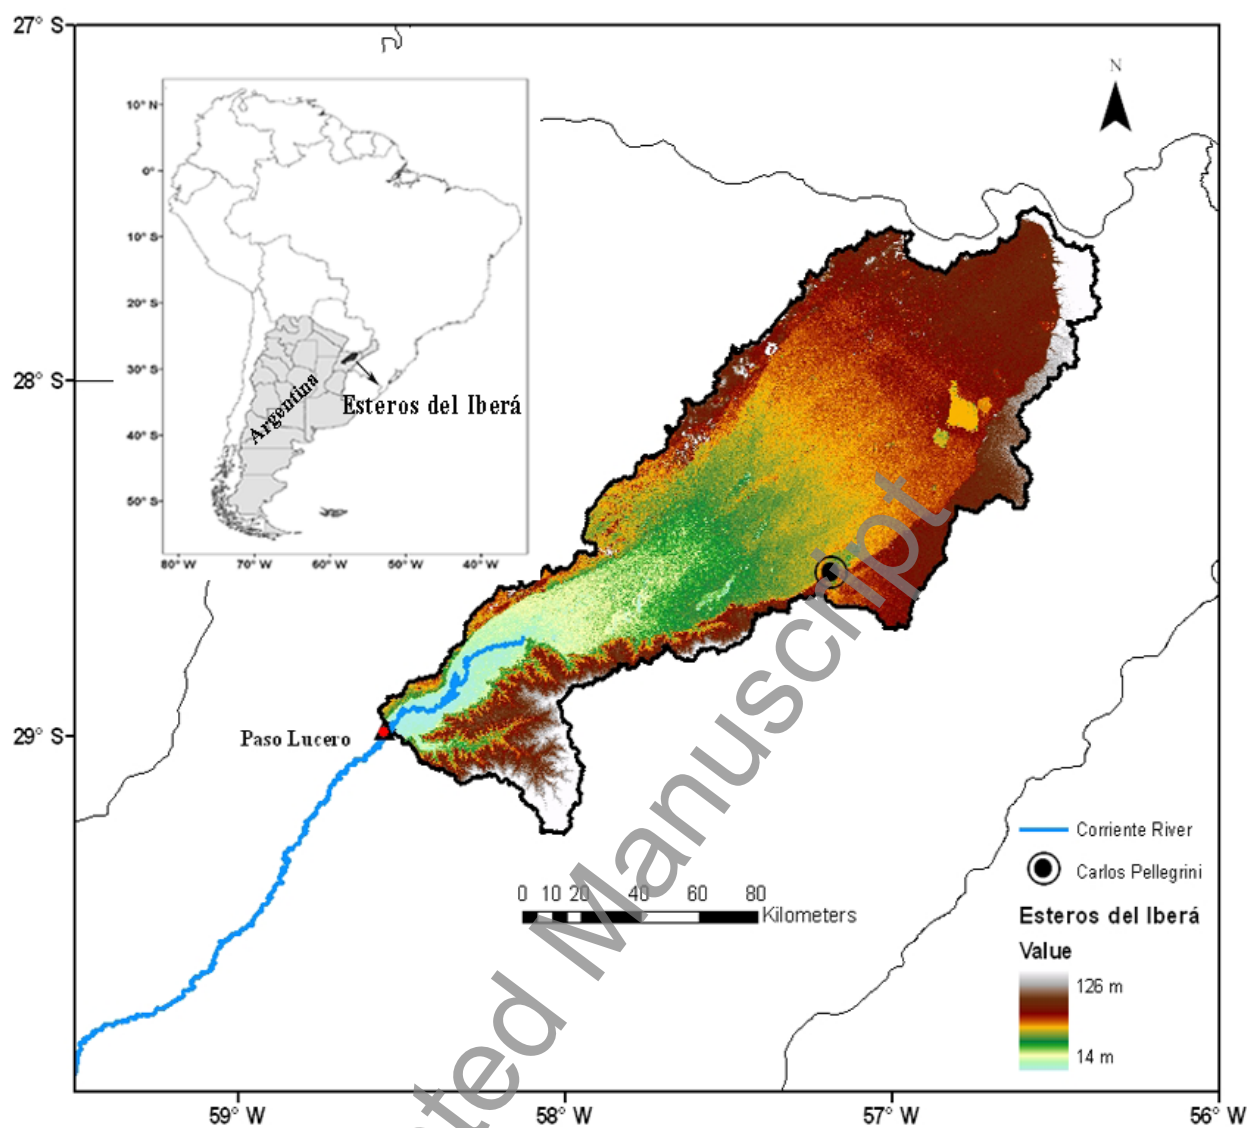 27° S
N
10° N
0°
10° S
20° S
30° S
40° S
50° S
80° W
70° W
60° W
50° W
40° W
Argentina
Esteros del Iberá
28° S
29° S
Paso Lucero
0 10 20 40 60 80
Kilometers
Corriente River
Carlos Pellegrini
Esteros del Iberá
Value
126 m
14 m
59° W
58° W
57° W
56° W
ted Manuscript